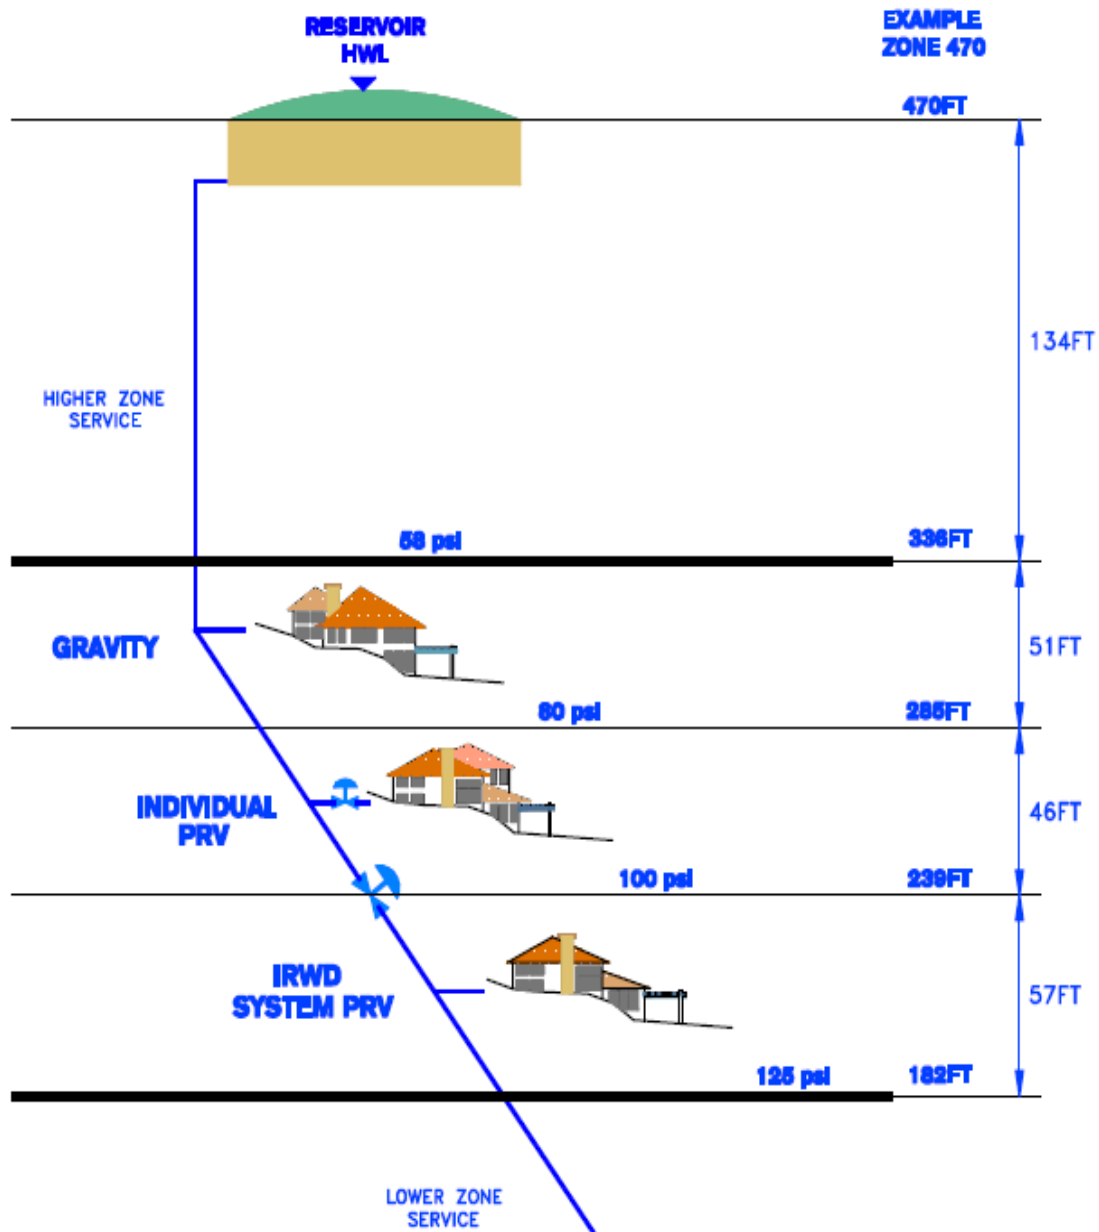 RESERVOIR
HWL
EXAMPLE
ZONE 470
470FT
134FT
HIGHER ZONE
SERVICE
58 psi
336FT
GRAVITY
51FT
80 psi
285FT
INDIVIDUAL
PRV
46FT
100 psi
239FT
IRWD
SYSTEM PRV
57FT
125 psi
182FT
LOWER ZONE
SERVICE